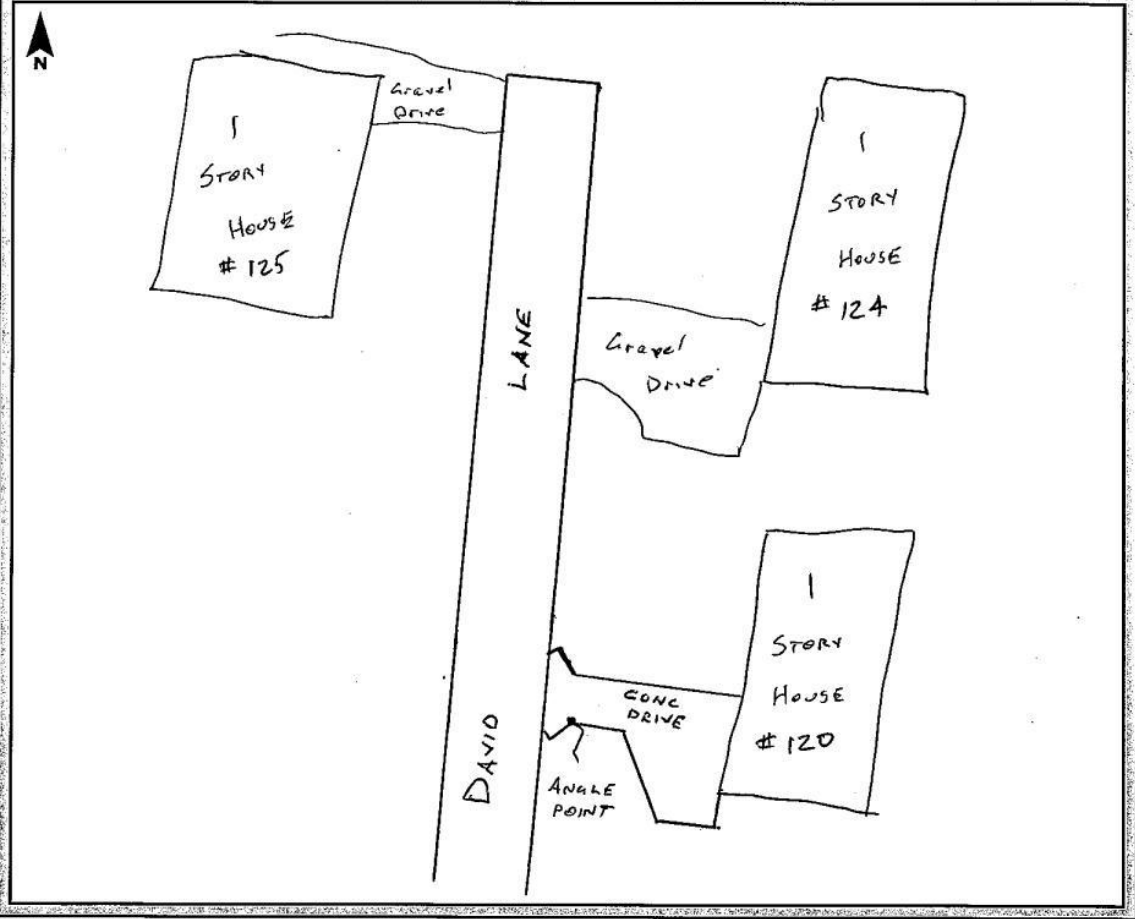 N
Gravel
Drive
1
STORY
HOUSE
# 125
1
STORY
HOUSE
# 124
Gravel
Drive
DAVID LANE
1
STORY
HOUSE
# 120
CONC
DRIVE
ANGLE
POINT